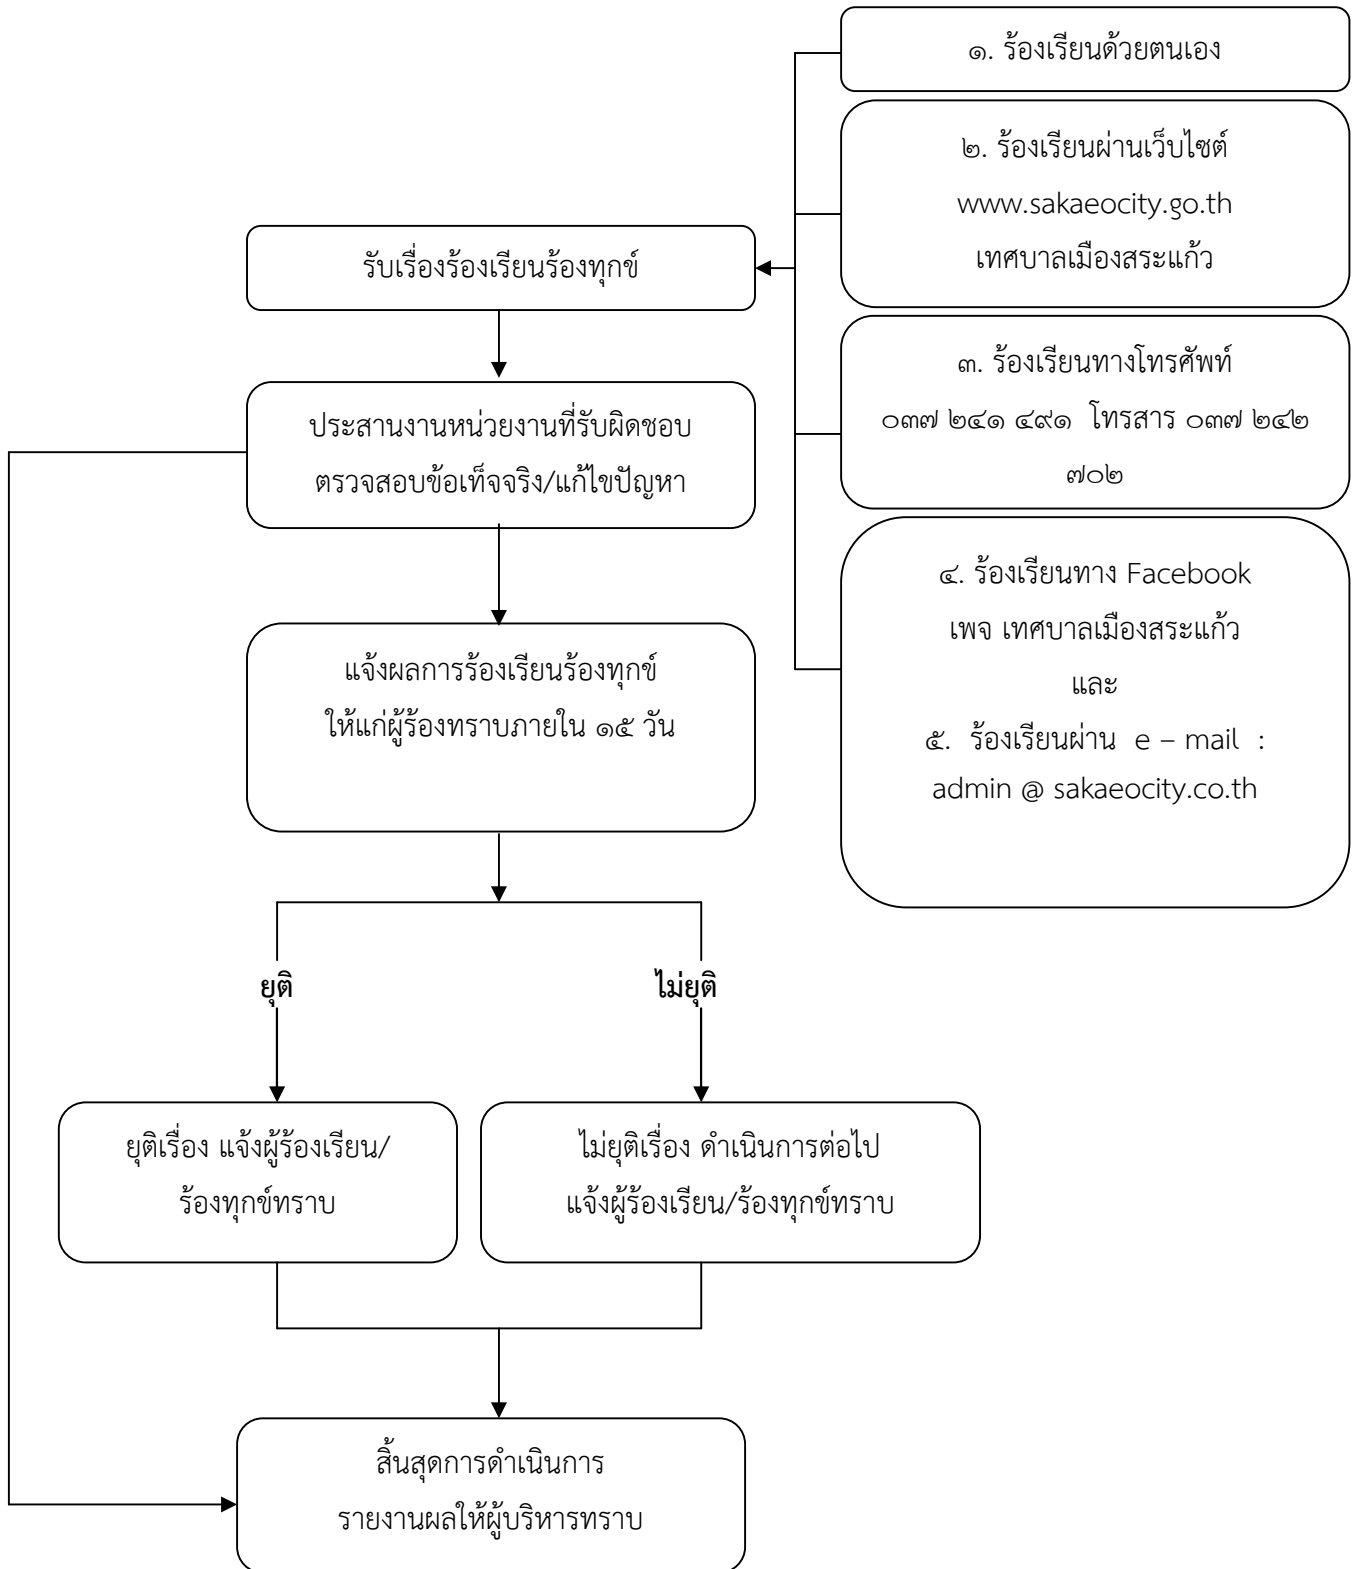 ๑. ร้องเรียนด้วยตนเอง
๒. ร้องเรียนผ่านเว็บไซต์
www.sakaeocity.go.th
เทศบาลเมืองสระแก้ว
รับเรื่องร้องเรียนร้องทุกข์
๓. ร้องเรียนทางโทรศัพท์
๐๓๗ ๒๔๑ ๔๙๑ โทรสาร ๐๓๗ ๒๔๒
๗๐๒
ประสานงานหน่วยงานที่รับผิดชอบ
ตรวจสอบข้อเท็จจริง/แก้ไขปัญหา
๔. ร้องเรียนทาง Facebook
เพจ เทศบาลเมืองสระแก้ว
และ
๕. ร้องเรียนผ่าน e – mail :
admin @ sakaeocity.co.th
แจ้งผลการร้องเรียนร้องทุกข์
ให้แก่ผู้ร้องทราบภายใน ๑๕ วัน
ยุติ
ไม่ยุติ
ยุติเรื่อง แจ้งผู้ร้องเรียน/
ร้องทุกข์ทราบ
ไม่ยุติเรื่อง ดำเนินการต่อไป
แจ้งผู้ร้องเรียน/ร้องทุกข์ทราบ
สิ้นสุดการดำเนินการ
รายงานผลให้ผู้บริหารทราบ